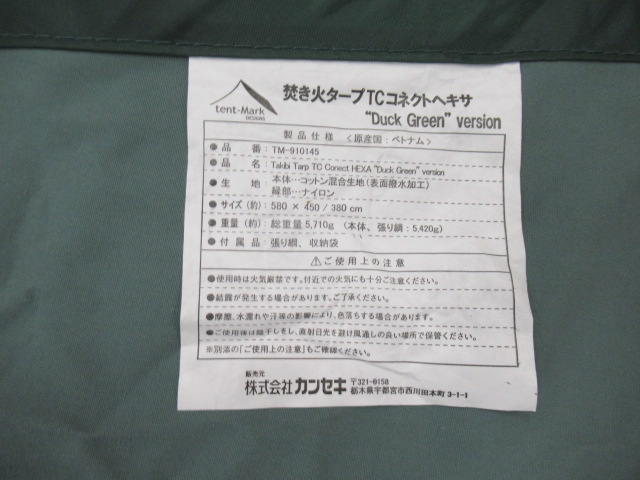 tent-Mark
DESIGNS
焚き火タープTCコネクトヘキサ
"Duck Green" version
製品仕様 〈原産国：ベトナム〉
●品番：TM-910145
●品名：Takibi Tarp TC Conect HEXA "Duck Green" version
●生地：本体…コットン混合生地（表面撥水加工）
縁部…ナイロン
●サイズ（約）：580 × 450 / 380 cm
●重量（約）：総重量 5,710g （本体、張り綱：5,420g）
●付属品：張り綱、収納袋
⚠ご使用上の注意
●使用時は火気厳禁です。付近での火気にも十分ご注意ください。
●結露が発生する場合があります。ご了承ください。
●摩擦、水濡れや汗等の影響により、色落ちする場合があります。
●ご使用後は陰干しをし、直射日光を避け風通しの良い場所で保管ください。
※別添の「ご使用上の注意」もご確認ください。
販売元
株式会社カンセキ 〒321-0158
栃木県宇都宮市西川田本町 3-1-1